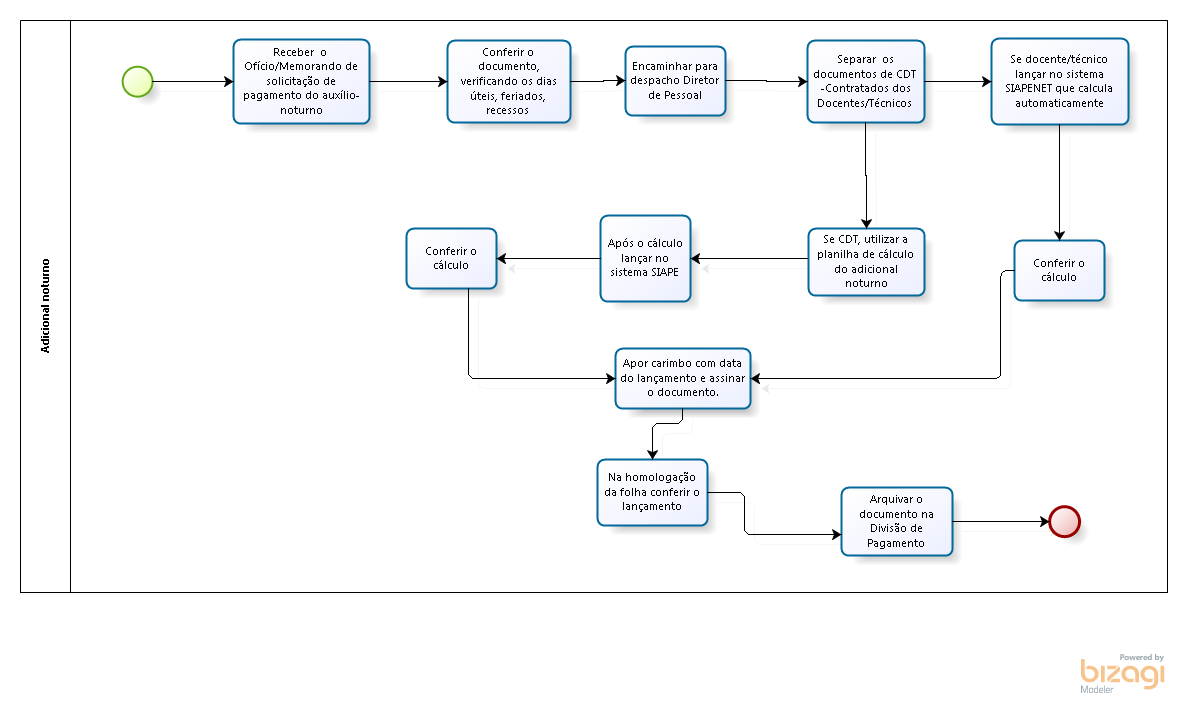 Adicional noturno
Receber o
Ofício/Memorando de
solicitação de
pagamento do auxílio-
noturno
Conferir o
documento,
verificando os dias
úteis, feriados,
recessos
Encaminhar para
despacho Diretor
de Pessoal
Separar os
documentos de CDT
-Contratados dos
Docentes/Técnicos
Se docente/técnico
lançar no sistema
SIAPENET que calcula
automaticamente
Conferir o
cálculo
Após o cálculo
lançar no
sistema SIAPE
Se CDT, utilizar a
planilha de cálculo
do adicional
noturno
Conferir o
cálculo
Apor carimbo com data
do lançamento e assinar
o documento.
Na homologação
da folha conferir o
lançamento
Arquivar o
documento na
Divisão de
Pagamento
Powered by
bizagi
Modeler